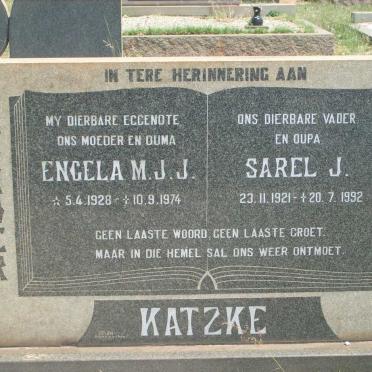 IN TERE HERINNERING AAN
MY DIERBARE EGGENOTE
ONS MOEDER EN OUMA
ENGELA M.J.J.
☆ 5.4.1928 - ✝ 10.9.1974
ONS DIERBARE VADER
EN OUPA
SAREL J.
23.11.1921 - ✝ 20.7.1992
GEEN LAASTE WOORD, GEEN LAASTE GROET.
MAAR IN DIE HEMEL SAL ONS WEER ONTMOET.
KATZKE